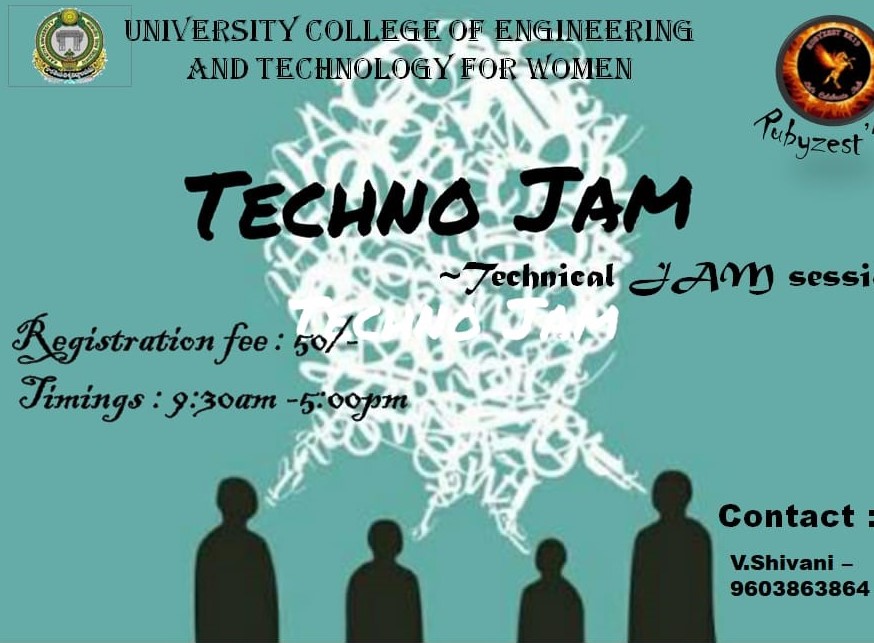 UNIVERSITY COLLEGE OF ENGINEERING
AND TECHNOLOGY FOR WOMEN
Rubyzest'
TECHNO JAM
~Technical JAM sessi
TECHNO JAM
Registration fee : 50/-
Timings : 9:30am -5:00pm
Contact :
V.Shivani –
9603863864